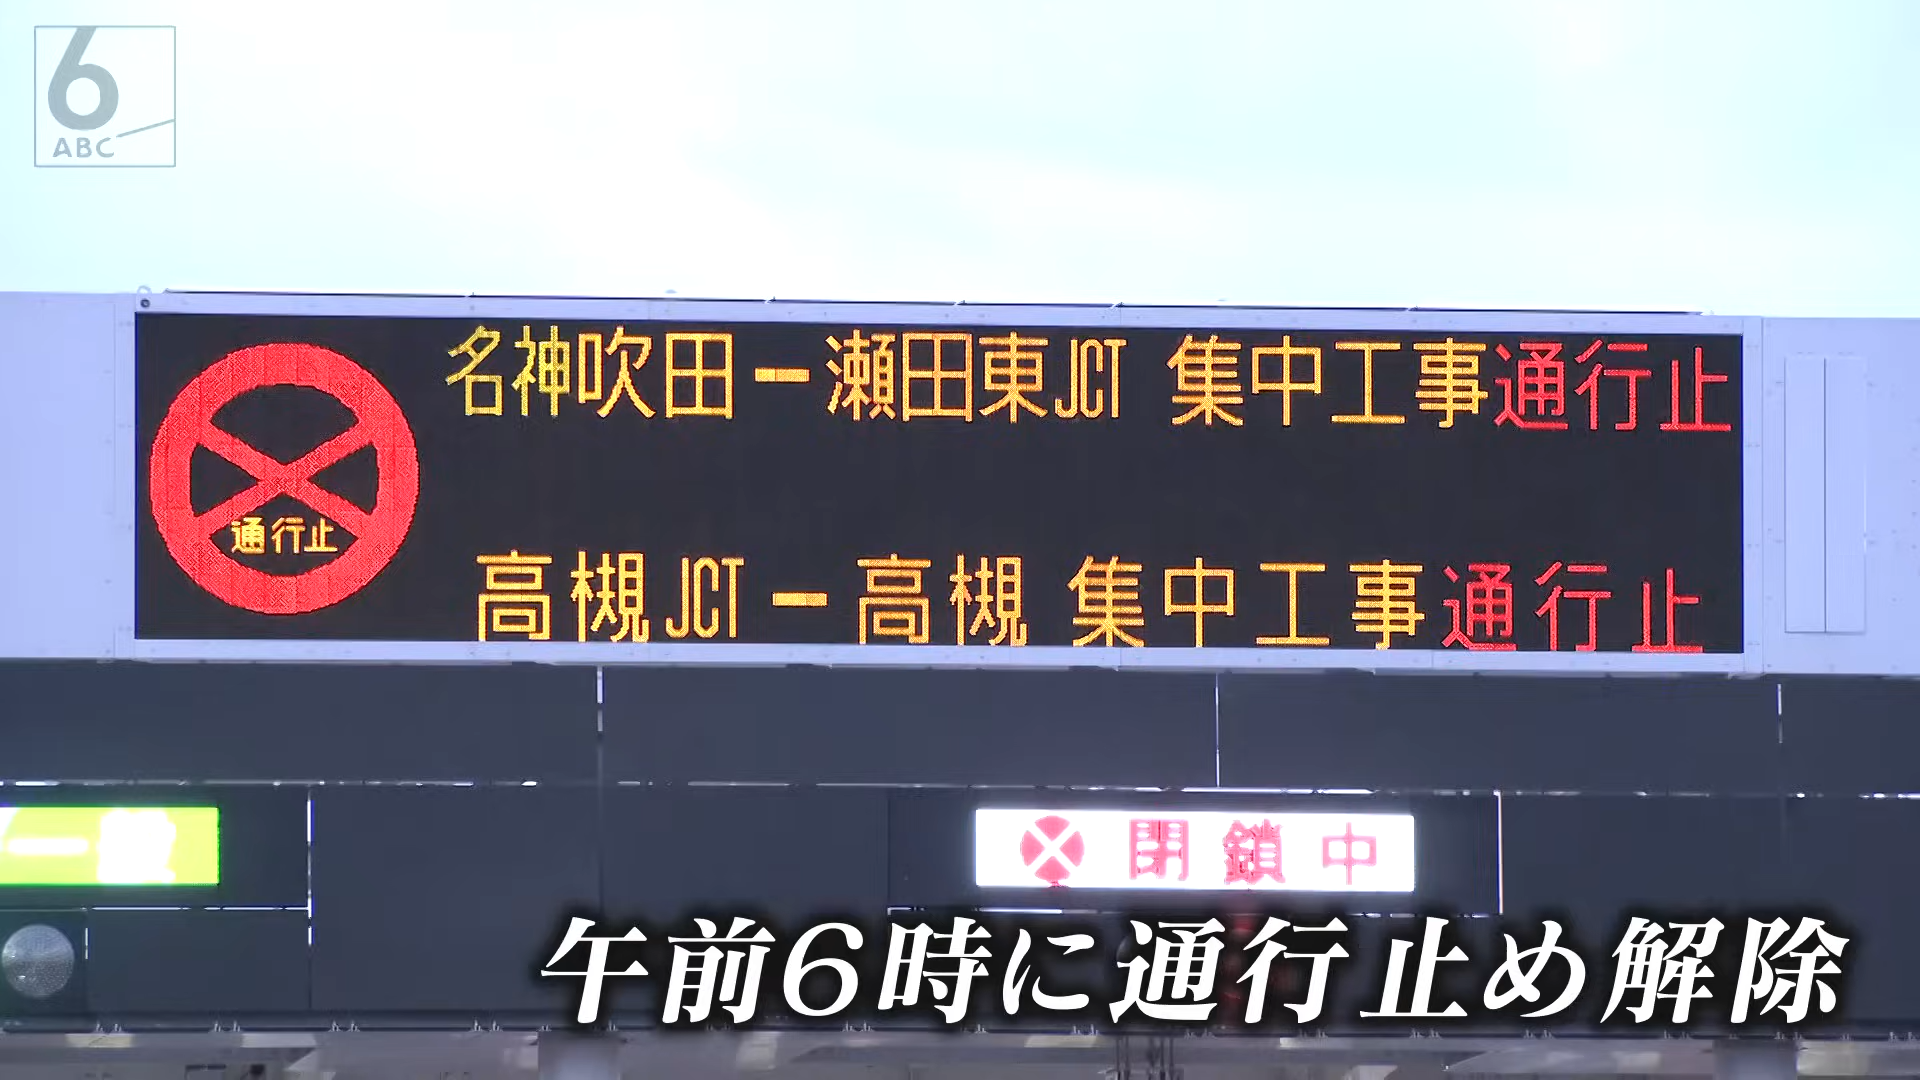 6
ABC
名神吹田ー瀬田東JCT 集中工事通行止
通行止
高槻JCTー高槻 集中工事通行止
閉鎖中
午前6時に通行止め解除